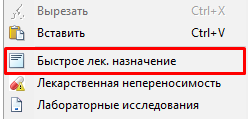 Вырезать Ctrl+X
Вставить Ctrl+V
Быстрое лек. назначение
Лекарственная непереносимость
Лабораторные исследования